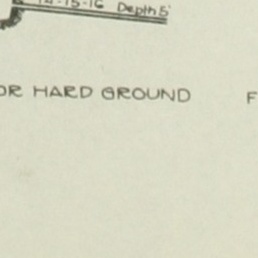 14-15-16 Depth 5'
OR HARD GROUND F